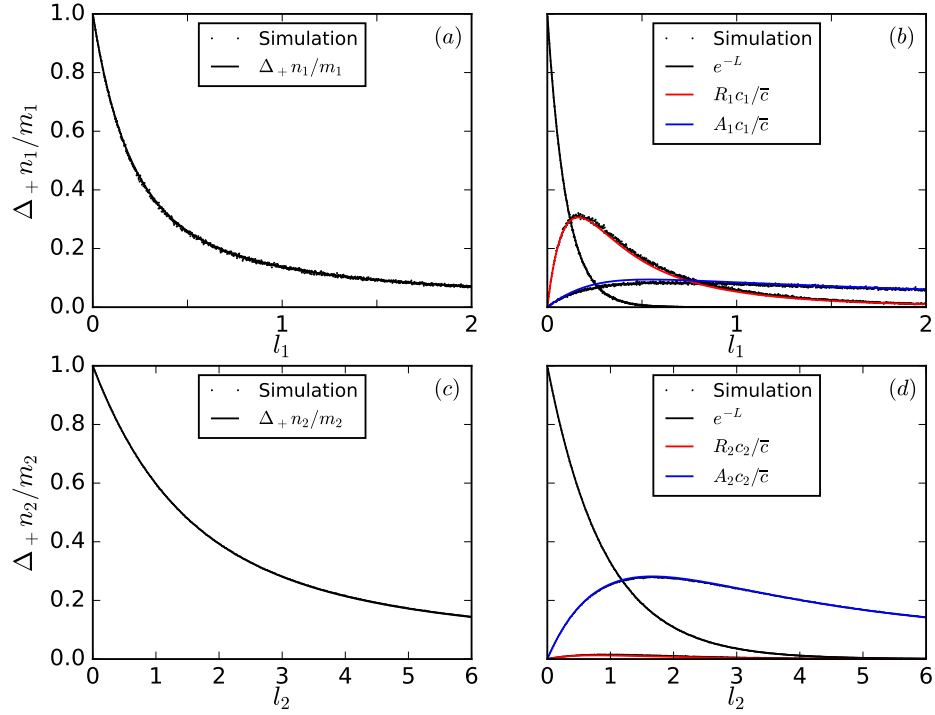 1.0
0.8
0.6
0.4
0.2
0.0
Δ₊n₁/m₁
0 1 2
l₁
(a)
Simulation
Δ₊n₁/m₁
0 1 2
l₁
(b)
Simulation
e^{-L}
R₁c₁/c̅
A₁c₁/c̅
1.0
0.8
0.6
0.4
0.2
0.0
Δ₊n₂/m₂
0 1 2 3 4 5 6
l₂
(c)
Simulation
Δ₊n₂/m₂
0 1 2 3 4 5 6
l₂
(d)
Simulation
e^{-L}
R₂c₂/c̅
A₂c₂/c̅